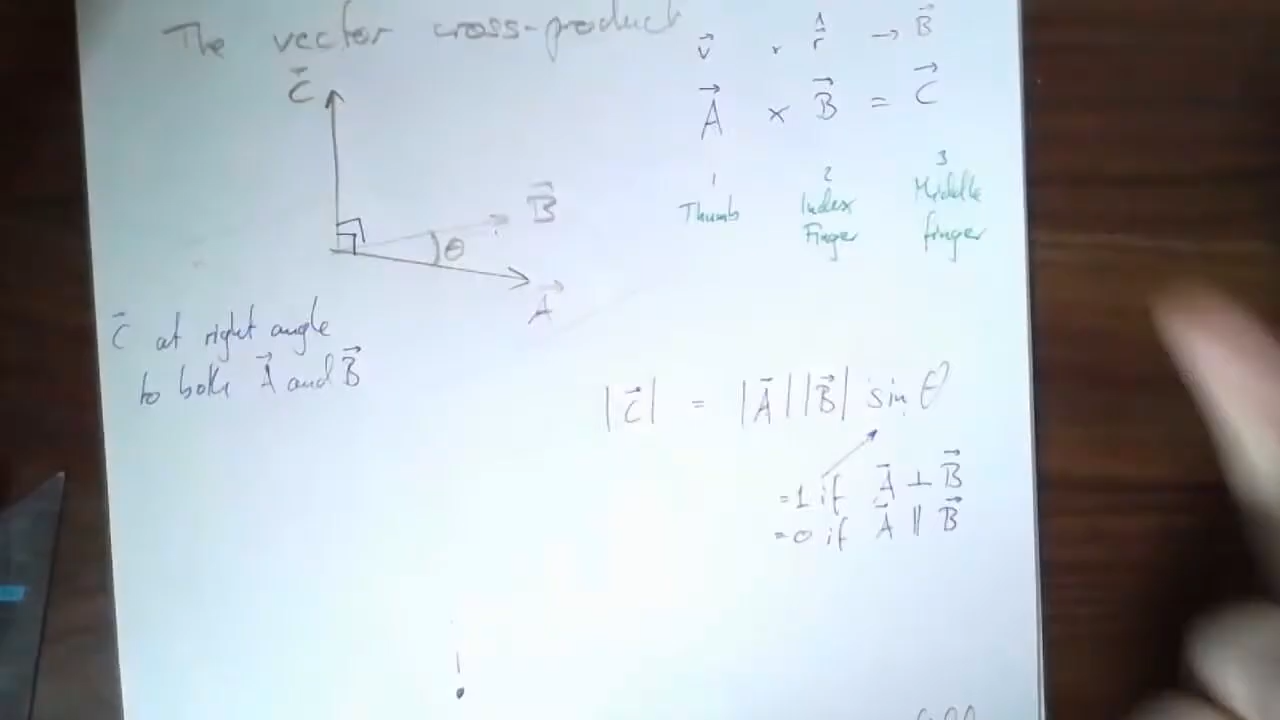 The vector cross-product
v⃗ × r̂ → B⃗
A⃗ × B⃗ = C⃗
1 2 3
Thumb Index Finger Middle finger
C⃗
B⃗
θ
A⃗
C⃗ at right angle
to both A⃗ and B⃗
|C⃗| = |A⃗||B⃗| sin θ
=1 if A⃗ ⊥ B⃗
=0 if A⃗ ∥ B⃗
!